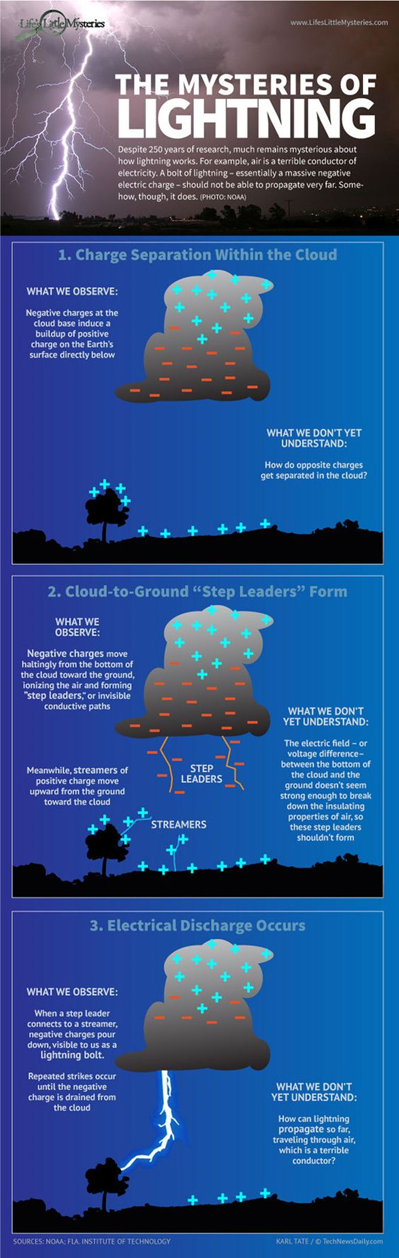 Life's Little Mysteries
www.LifesLittleMysteries.com
THE MYSTERIES OF
LIGHTNING
Despite 250 years of research, much remains mysterious about
how lightning works. For example, air is a terrible conductor of
electricity. A bolt of lightning – essentially a massive negative
electric charge – should not be able to propagate very far. Some-
how, though, it does. (PHOTO: NOAA)
1. Charge Separation Within the Cloud
WHAT WE OBSERVE:
Negative charges at the
cloud base induce a
buildup of positive
charge on the Earth's
surface directly below
WHAT WE DON'T YET
UNDERSTAND:
How do opposite charges
get separated in the cloud?
2. Cloud-to-Ground “Step Leaders” Form
WHAT WE
OBSERVE:
Negative charges move
haltingly from the bottom of
the cloud toward the ground,
ionizing the air and forming
“step leaders,” or invisible
conductive paths
Meanwhile, streamers of
positive charge move
upward from the ground
toward the cloud
STEP
LEADERS
STREAMERS
WHAT WE DON'T
YET UNDERSTAND:
The electric field – or
voltage difference–
between the bottom of
the cloud and the
ground doesn't seem
strong enough to break
down the insulating
properties of air, so
these step leaders
shouldn't form
3. Electrical Discharge Occurs
WHAT WE OBSERVE:
When a step leader
connects to a streamer,
negative charges pour
down, visible to us as a
lightning bolt.
Repeated strikes occur
until the negative
charge is drained from
the cloud
WHAT WE DON'T
YET UNDERSTAND:
How can lightning
propagate so far,
traveling through air,
which is a terrible
conductor?
SOURCES: NOAA; FLA. INSTITUTE OF TECHNOLOGY
KARL TATE / © TechNewsDaily.com